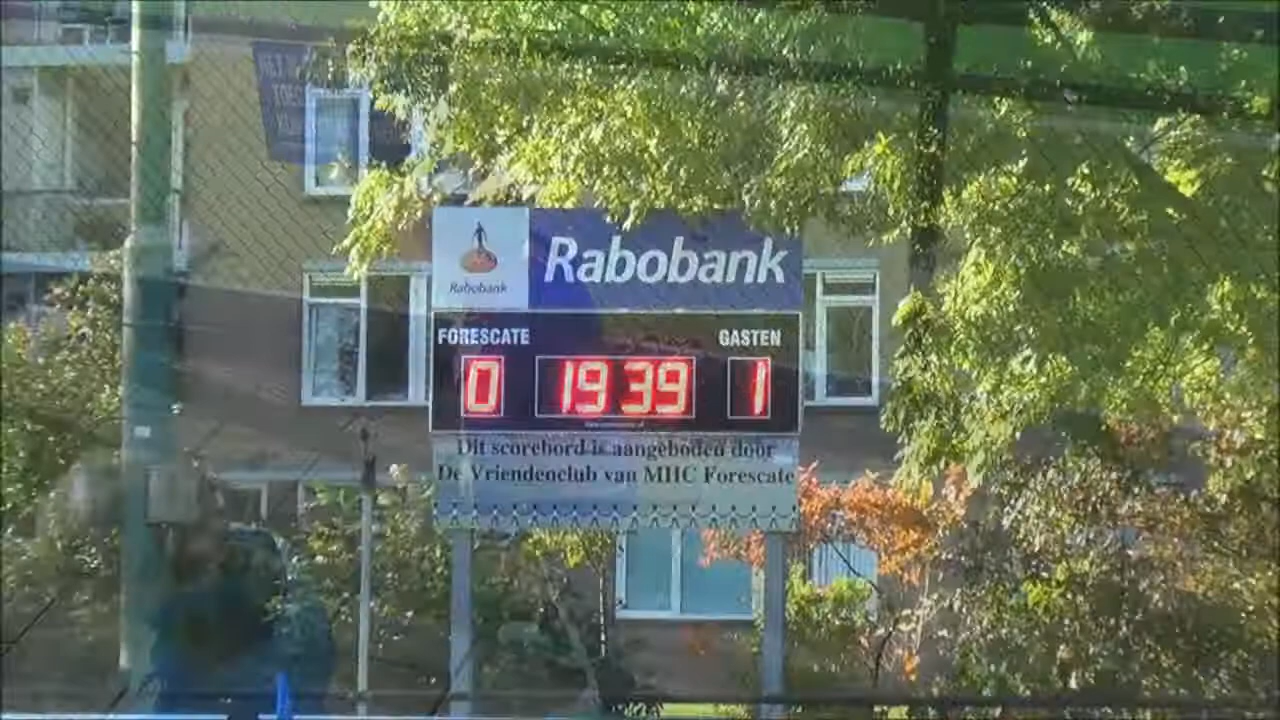 Rabobank
Rabobank
FORESCATE GASTEN
0 19 39 1
Dit scorebord is aangeboden door
De Vriendenclub van MHC Forescate